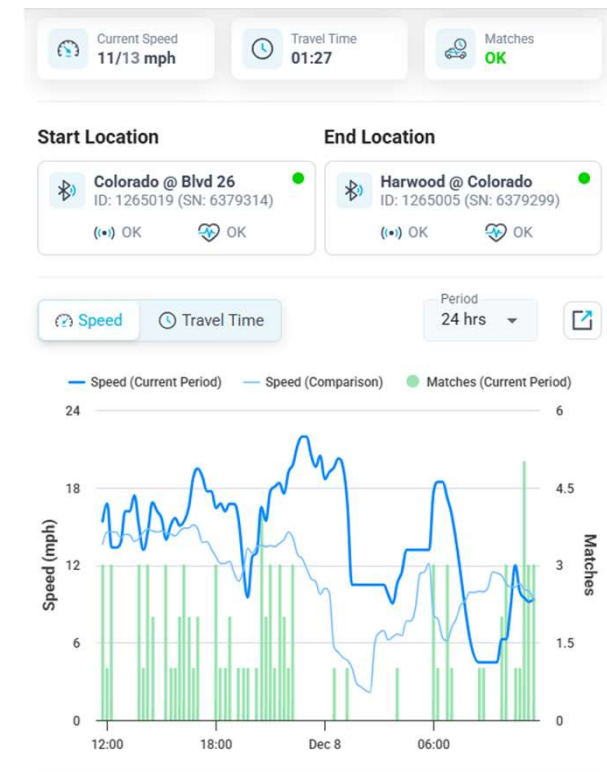 Current Speed
11/13 mph
Travel Time
01:27
Matches
OK
Start Location
End Location
Colorado @ Blvd 26
ID: 1265019 (SN: 6379314)
OK
OK
Harwood @ Colorado
ID: 1265005 (SN: 6379299)
OK
OK
Speed
Travel Time
Period
24 hrs
Speed (Current Period)
Speed (Comparison)
Matches (Current Period)
24
18
12
6
0
Speed (mph)
6
4.5
3
1.5
0
Matches
12:00
18:00
Dec 8
06:00